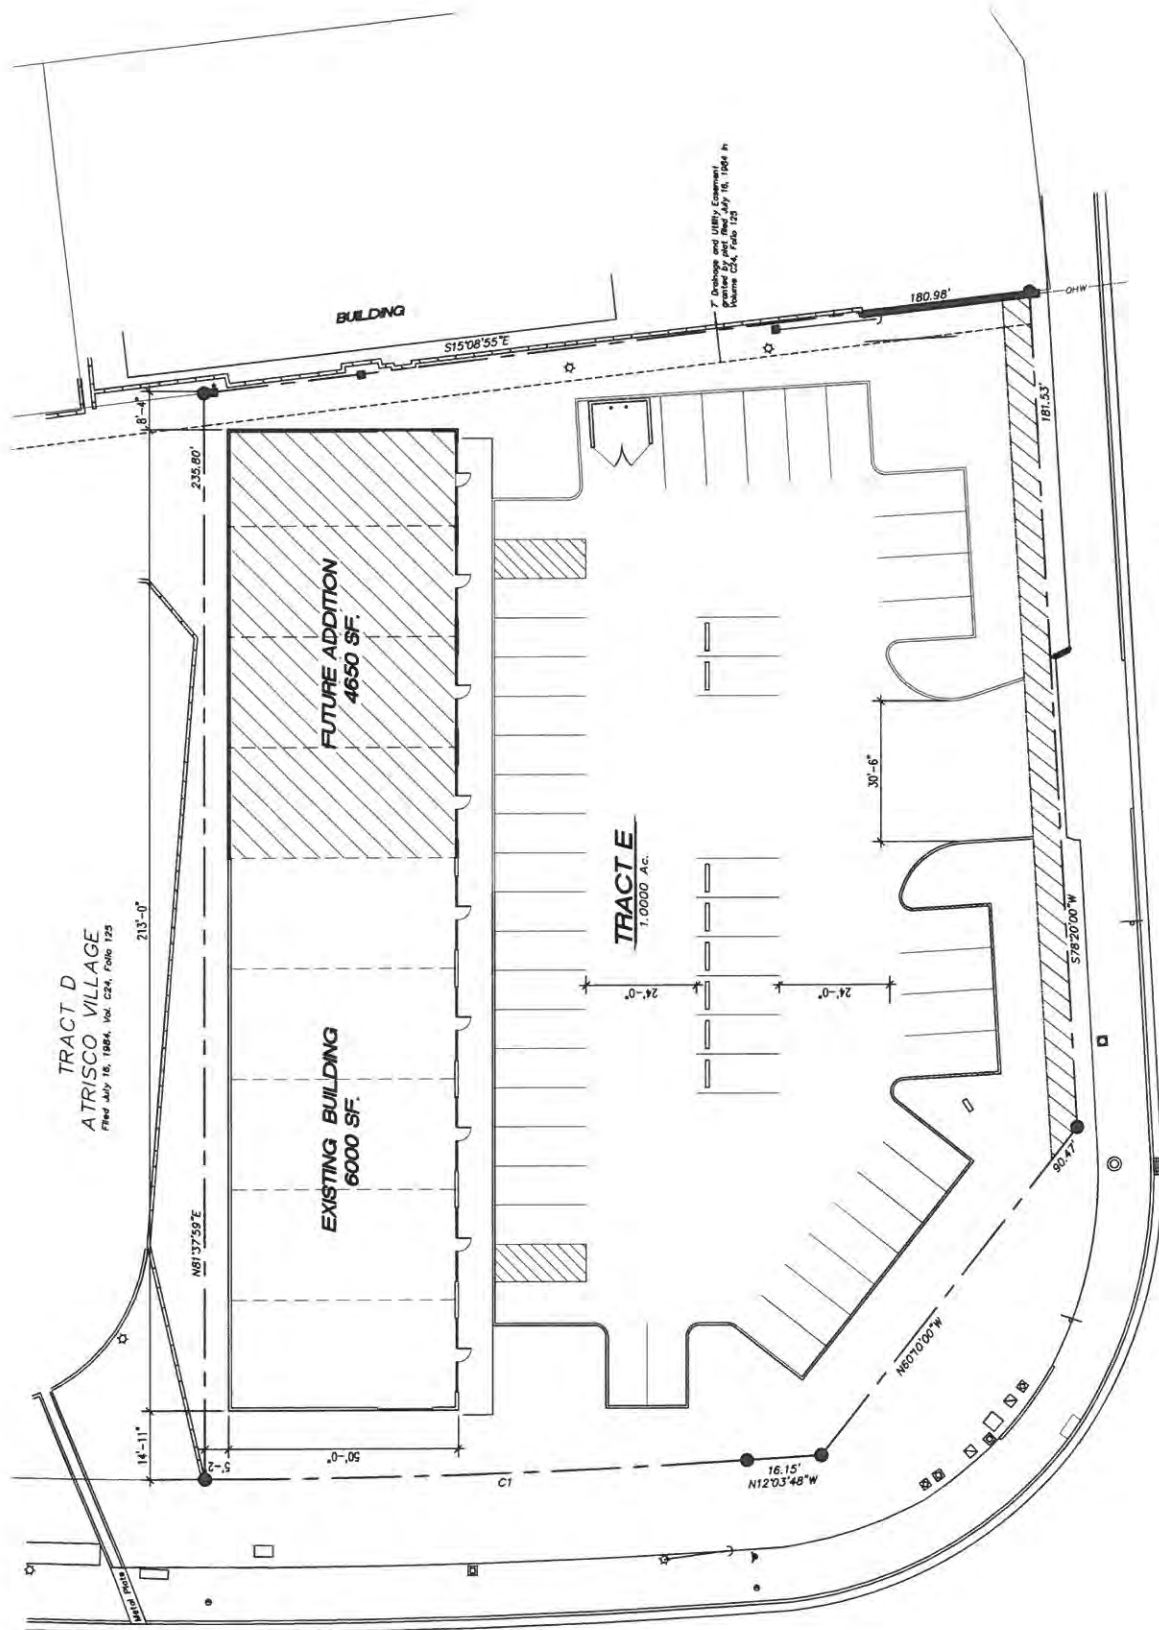 TRACT D
ATRISCO VILLAGE
Filed July 16, 1984, Vol. C24, Folio 125
BUILDING
S15°08'55"E
7' Drainage and Utility Easement
granted by plat filed July 16, 1984 in
Volume C24, Folio 125
180.98'
OHW
8'-4"
235.80'
213'-0"
14'-11"
N81°37'59"E
5'-2"
50'-0"
FUTURE ADDITION
4650 SF.
EXISTING BUILDING
6000 SF.
TRACT E
1.0000 Ac.
24'-0"
24'-0"
30'-6"
181.53'
S78°20'00"W
90.47'
N60°10'00"W
16.15'
N12°03'48"W
C1
Metal Plate